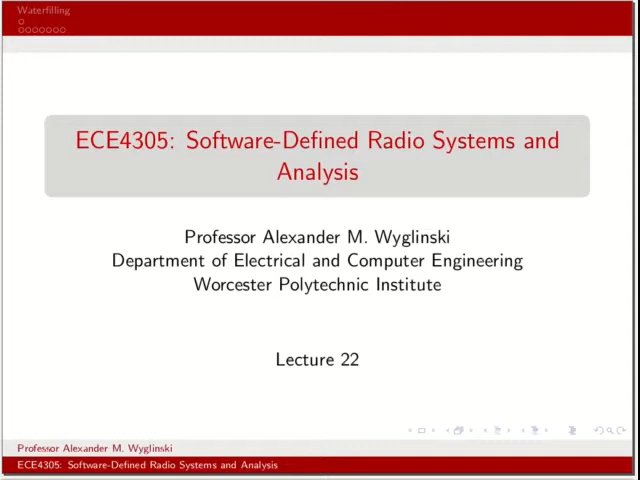 Waterfilling
ECE4305: Software-Defined Radio Systems and
Analysis
Professor Alexander M. Wyglinski
Department of Electrical and Computer Engineering
Worcester Polytechnic Institute
Lecture 22
Professor Alexander M. Wyglinski
ECE4305: Software-Defined Radio Systems and Analysis